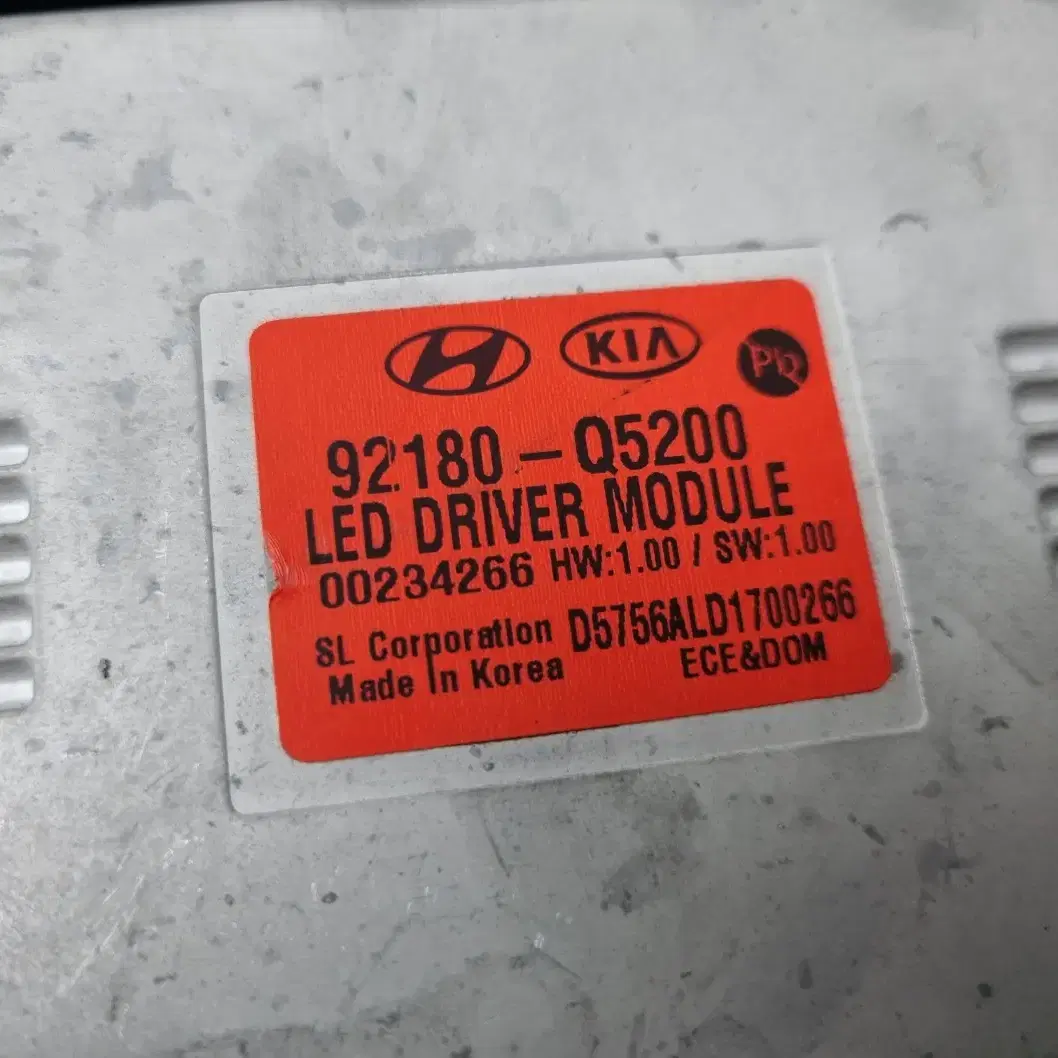 KIA
Pb
92180-Q5200
LED DRIVER MODULE
00234266 HW:1.00 / SW:1.00
SL Corporation D5756ALD1700266
Made In Korea ECE&DOM